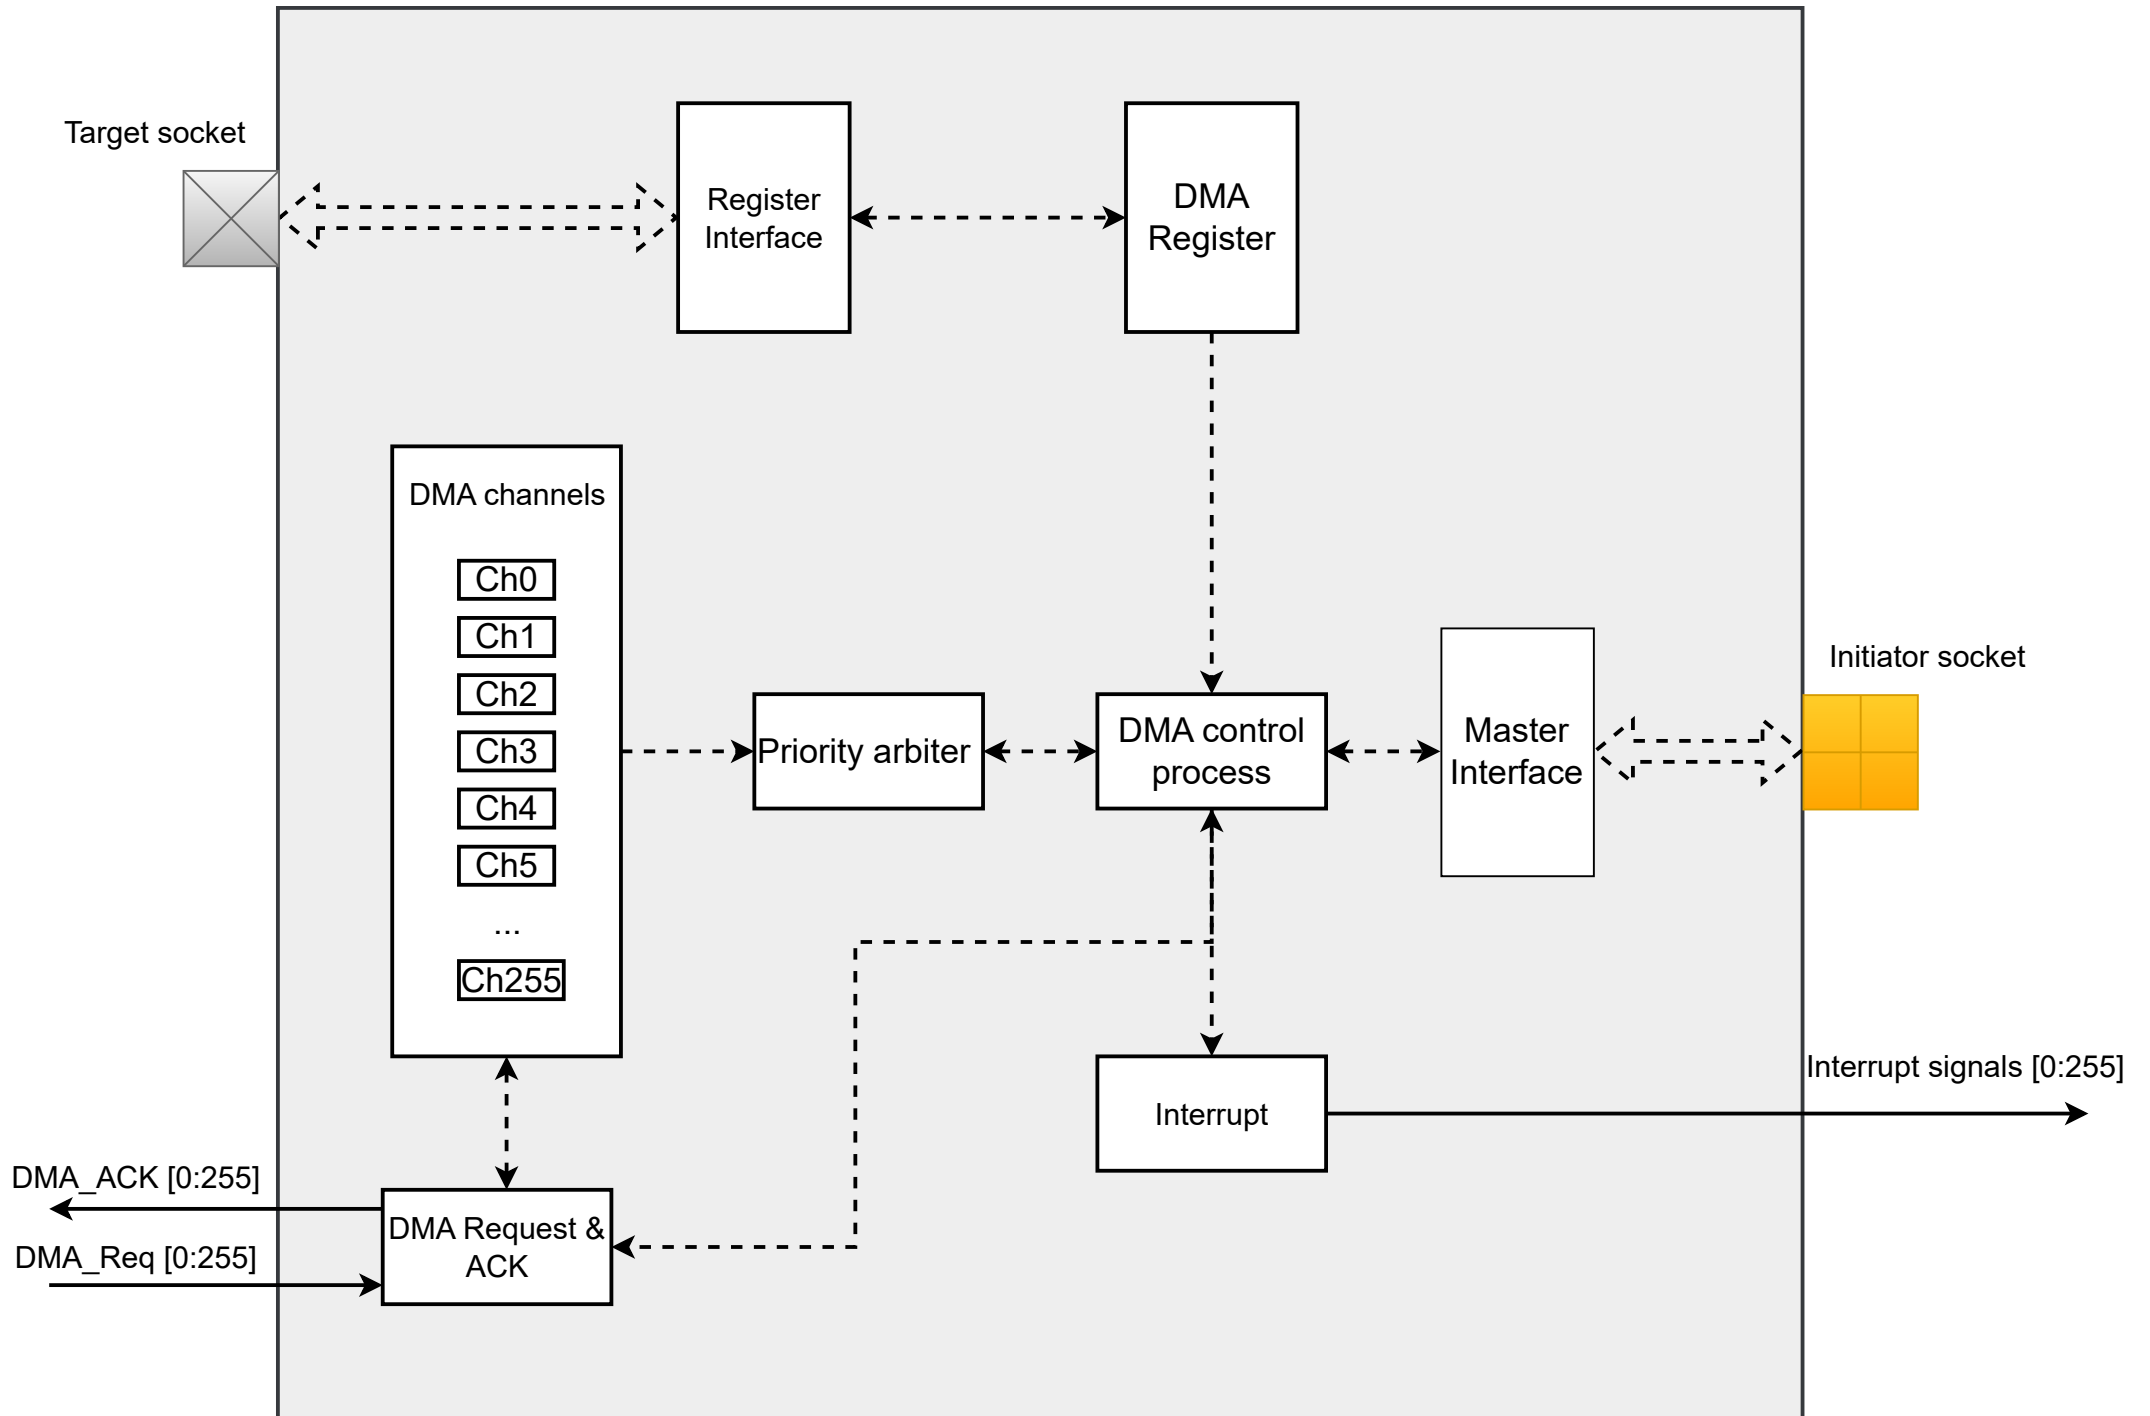 Target socket
Register
Interface
DMA
Register
DMA channels
Ch0
Ch1
Ch2
Ch3
Ch4
Ch5
...
Ch255
Priority arbiter
DMA control
process
Master
Interface
Initiator socket
Interrupt
Interrupt signals [0:255]
DMA_ACK [0:255]
DMA_Req [0:255]
DMA Request &
ACK